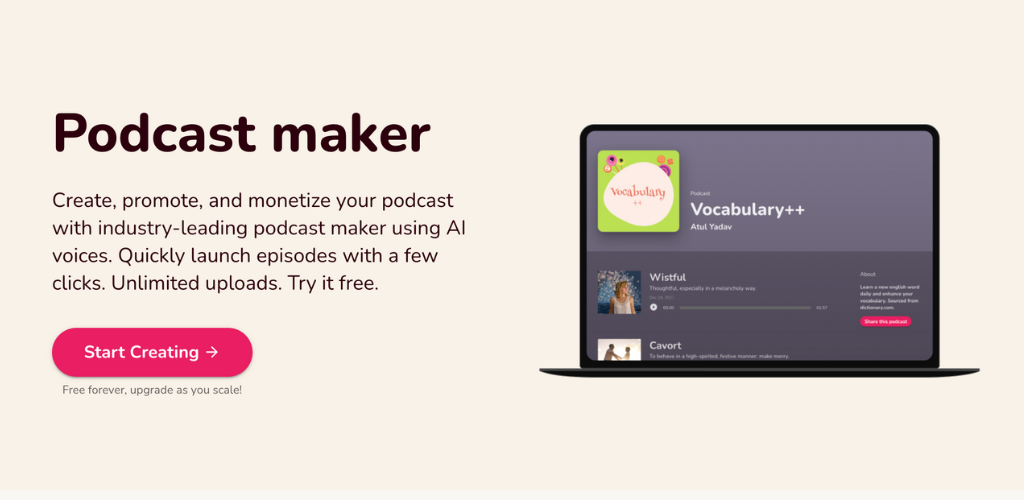 Podcast maker
Create, promote, and monetize your podcast
with industry-leading podcast maker using AI
voices. Quickly launch episodes with a few
clicks. Unlimited uploads. Try it free.
Start Creating →
Free forever, upgrade as you scale!
vocabulary
++
Podcast
Vocabulary++
Atul Yadav
Wistful
Thoughtful, especially in a melancholy way.
00:00
01:57
About
Learn a new english word
daily and enhance your
vocabulary. Sourced from
dictionary.com.
Share this podcast
Cavort
To behave in a high-spirited, festive manner; make merry.